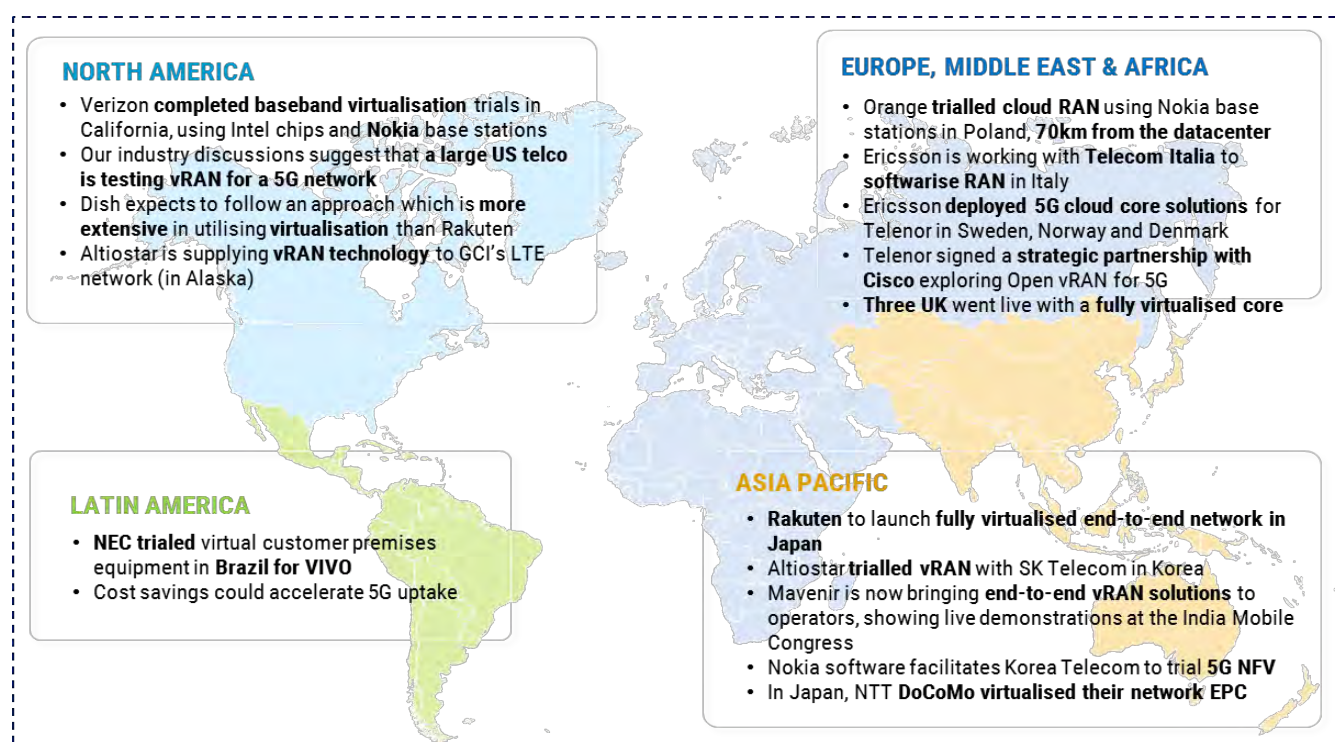 NORTH AMERICA
• Verizon completed baseband virtualisation trials in
California, using Intel chips and Nokia base stations
• Our industry discussions suggest that a large US telco
is testing vRAN for a 5G network
• Dish expects to follow an approach which is more
extensive in utilising virtualisation than Rakuten
• Altiostar is supplying vRAN technology to GCI's LTE
network (in Alaska)
EUROPE, MIDDLE EAST & AFRICA
• Orange trialled cloud RAN using Nokia base
stations in Poland, 70km from the datacenter
• Ericsson is working with Telecom Italia to
softwarise RAN in Italy
• Ericsson deployed 5G cloud core solutions for
Telenor in Sweden, Norway and Denmark
• Telenor signed a strategic partnership with
Cisco exploring Open vRAN for 5G
• Three UK went live with a fully virtualised core
LATIN AMERICA
• NEC trialed virtual customer premises
equipment in Brazil for VIVO
• Cost savings could accelerate 5G uptake
ASIA PACIFIC
• Rakuten to launch fully virtualised end-to-end network in
Japan
• Altiostar trialled vRAN with SK Telecom in Korea
• Mavenir is now bringing end-to-end vRAN solutions to
operators, showing live demonstrations at the India Mobile
Congress
• Nokia software facilitates Korea Telecom to trial 5G NFV
• In Japan, NTT DoCoMo virtualised their network EPC